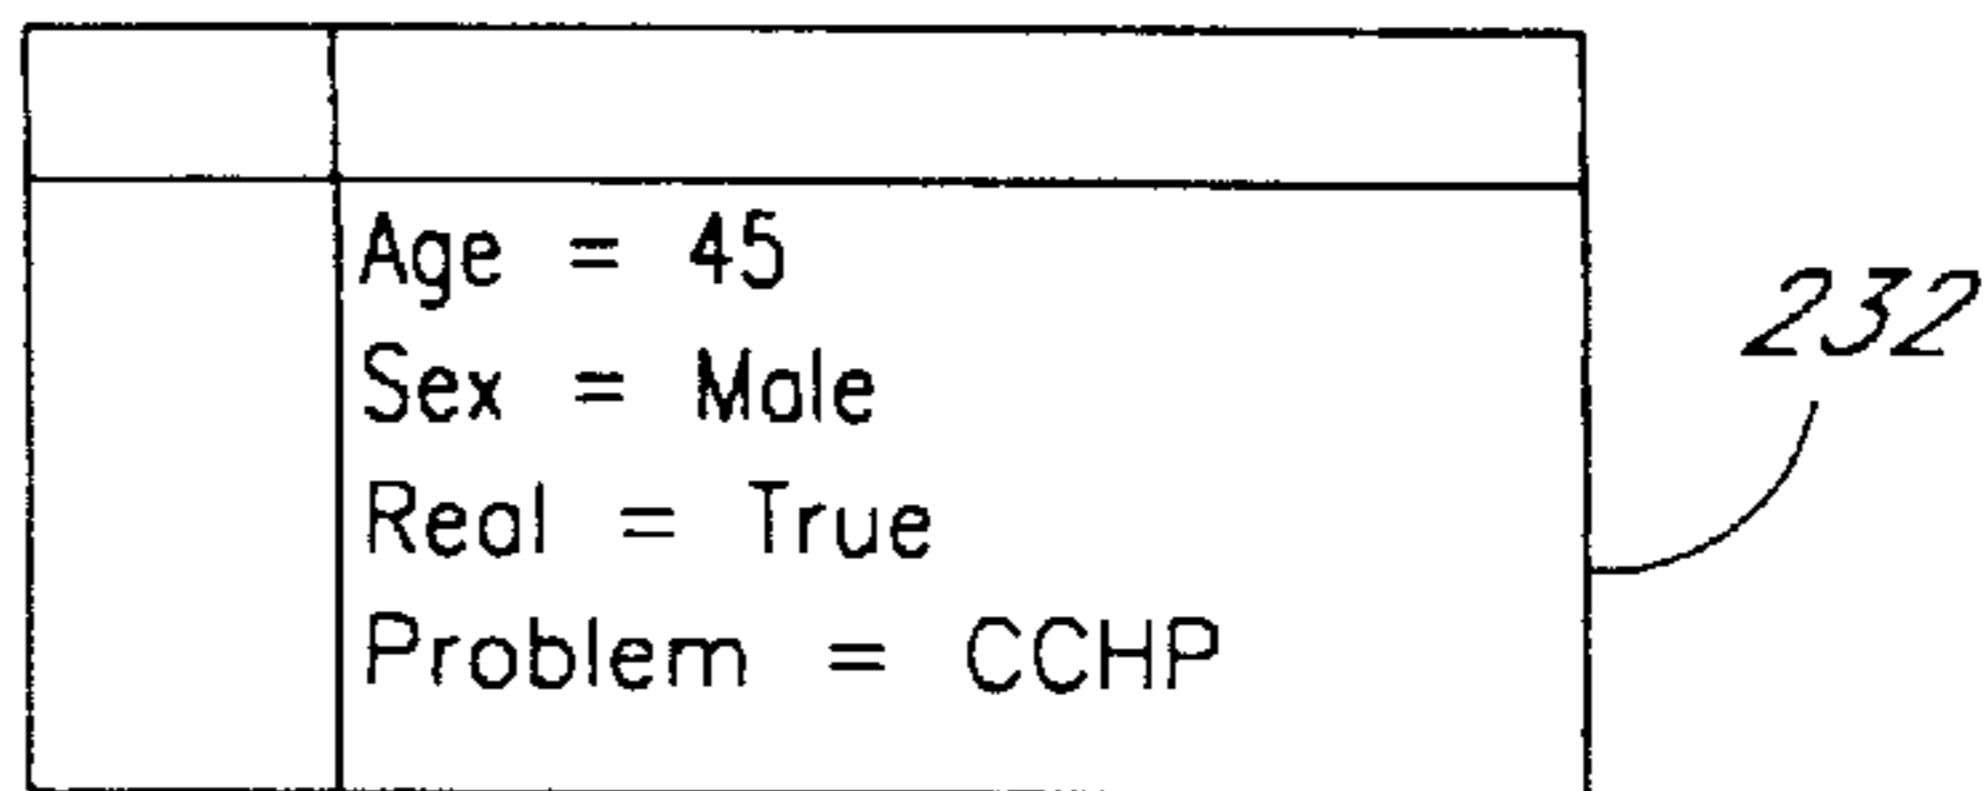 Age = 45
Sex = Male
Real = True
Problem = CCHP
232